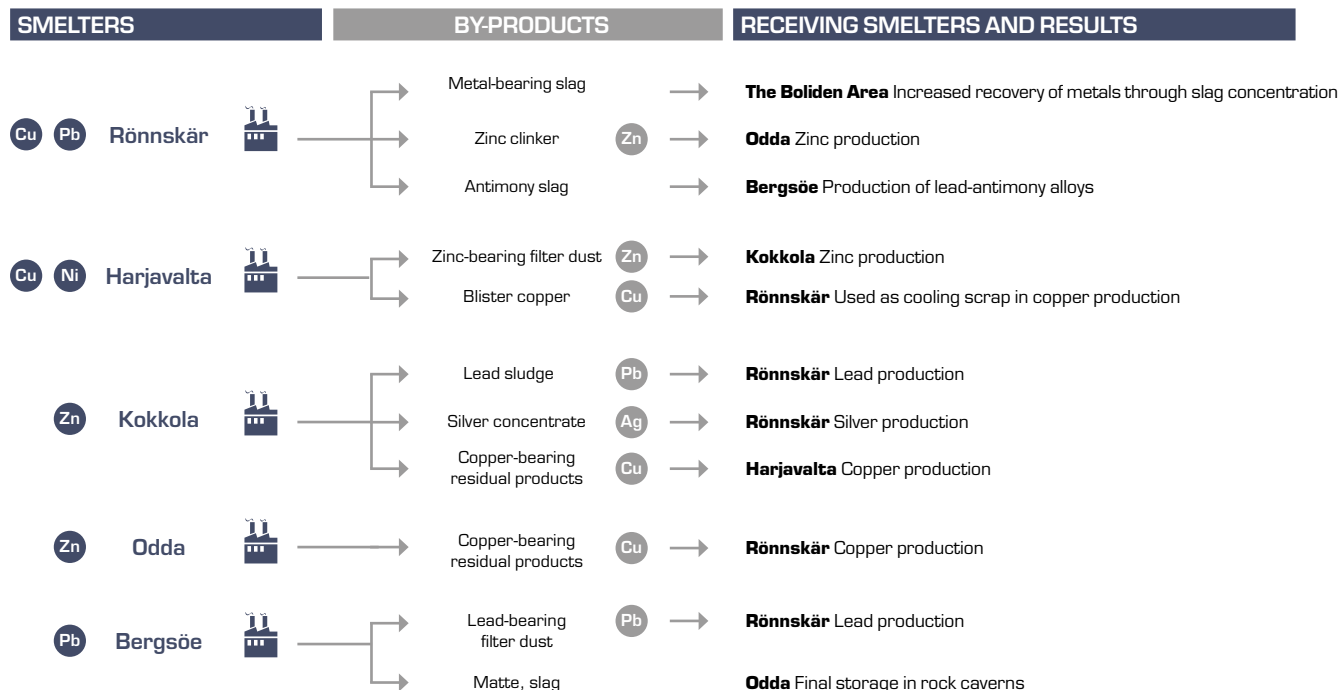 SMELTERS BY-PRODUCTS RECEIVING SMELTERS AND RESULTS
Metal-bearing slag
The Boliden Area Increased recovery of metals through slag concentration
Cu Pb Rönnskär
Zinc clinker Zn Odda Zinc production
Antimony slag Bergsöe Production of lead-antimony alloys
Zinc-bearing filter dust Zn Kokkola Zinc production
Cu Ni Harjavalta
Blister copper Cu Rönnskär Used as cooling scrap in copper production
Lead sludge Pb Rönnskär Lead production
Zn Kokkola
Silver concentrate Ag Rönnskär Silver production
Copper-bearing
residual products
Cu Harjavalta Copper production
Zn Odda
Copper-bearing
residual products
Cu Rönnskär Copper production
Pb Bergsöe
Lead-bearing
filter dust
Pb Rönnskär Lead production
Matte, slag Odda Final storage in rock caverns